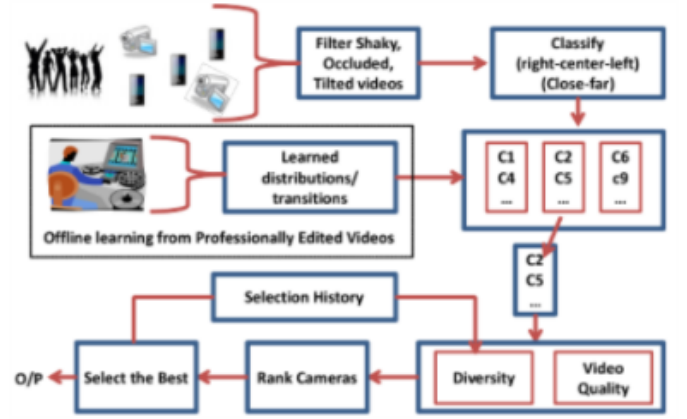 Filter Shaky,
Occluded,
Tilted videos
Classify
(right-center-left)
(Close-far)
Learned
distributions/
transitions
Offline learning from Professionally Edited Videos
C1
C4
...
C2
C5
...
C6
c9
...
C2
C5
...
Selection History
O/P
Select the Best
Rank Cameras
Diversity
Video
Quality